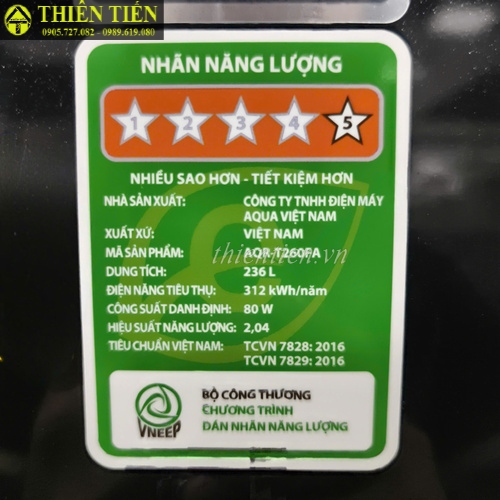 THIÊN TIẾN
0905.727.082 - 0989.619.080
NHÃN NĂNG LƯỢNG
1 2 3 4 5
NHIỀU SAO HƠN - TIẾT KIỆM HƠN
NHÀ SẢN XUẤT: CÔNG TY TNHH ĐIỆN MÁY
AQUA VIỆT NAM
XUẤT XỨ: VIỆT NAM
MÃ SẢN PHẨM: AQR-T260FA
thientien.vn
DUNG TÍCH: 236 L
ĐIỆN NĂNG TIÊU THỤ: 312 kWh/năm
CÔNG SUẤT DANH ĐỊNH: 80 W
HIỆU SUẤT NĂNG LƯỢNG: 2,04
TIÊU CHUẨN VIỆT NAM: TCVN 7828: 2016
TCVN 7829: 2016
BỘ CÔNG THƯƠNG
CHƯƠNG TRÌNH
DÁN NHÃN NĂNG LƯỢNG
VNEEP